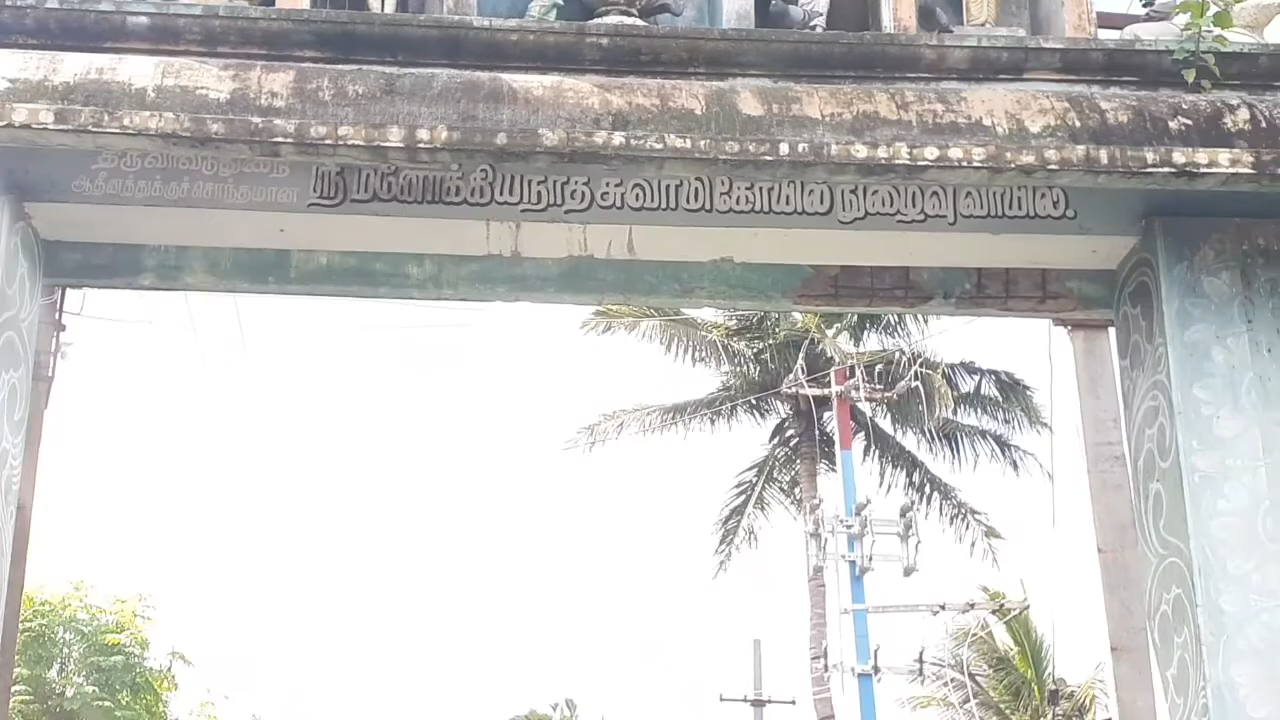 திருவாவடுதுறை
ஆதீனத்துக்குச்சொந்தமான
ஸ்ரீ மனோக்கியநாத சுவாமி கோயில் நுழைவு வாயில்.